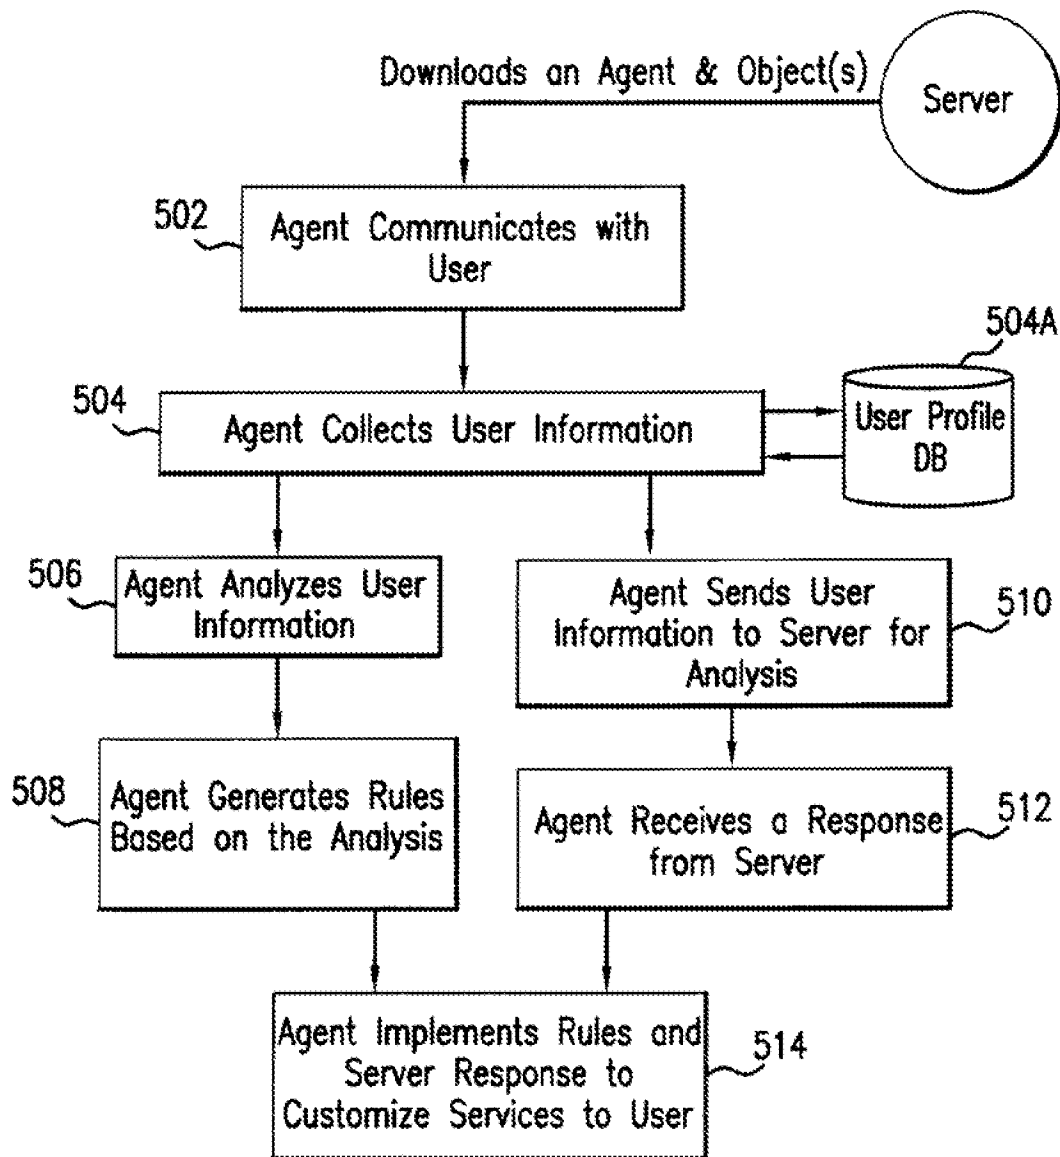 Downloads an Agent & Object(s)
Server
502
Agent Communicates with
User
504A
504
Agent Collects User Information
User Profile
DB
506
Agent Analyzes User
Information
Agent Sends User
Information to Server for
Analysis
510
508
Agent Generates Rules
Based on the Analysis
Agent Receives a Response
from Server
512
Agent Implements Rules and
Server Response to
Customize Services to User
514